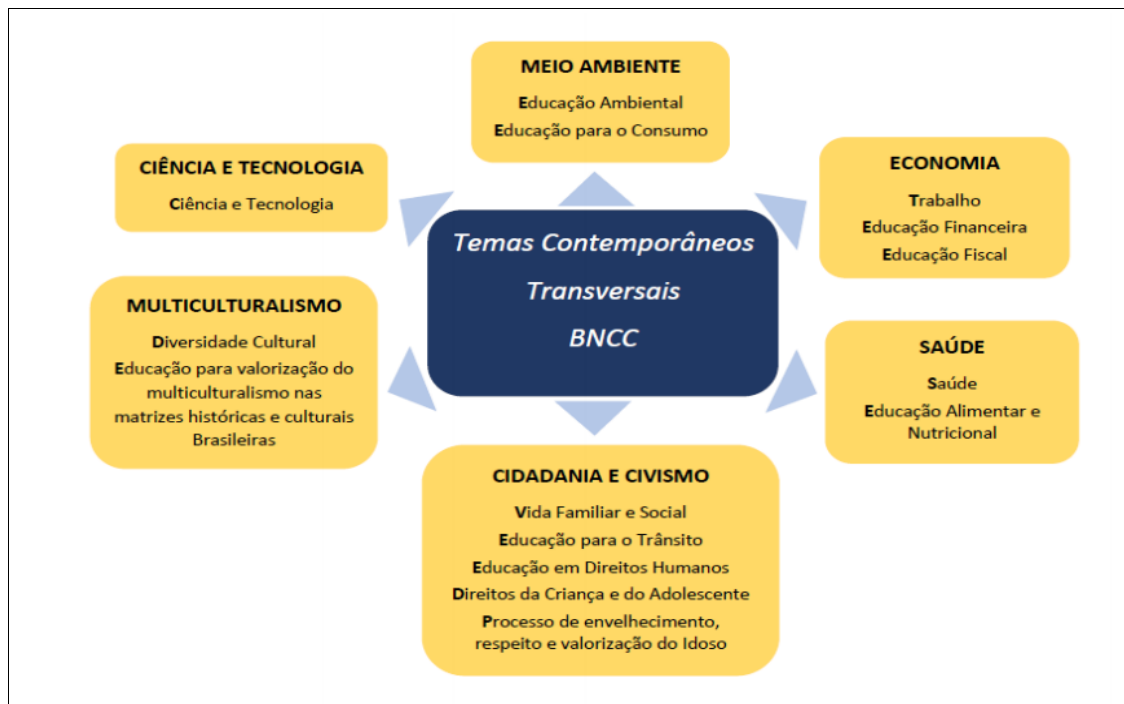 MEIO AMBIENTE
Educação Ambiental
Educação para o Consumo
CIÊNCIA E TECNOLOGIA
Ciência e Tecnologia
ECONOMIA
Trabalho
Educação Financeira
Educação Fiscal
Temas Contemporâneos
Transversais
BNCC
MULTICULTURALISMO
Diversidade Cultural
Educação para valorização do
multiculturalismo nas
matrizes históricas e culturais
Brasileiras
SAÚDE
Saúde
Educação Alimentar e
Nutricional
CIDADANIA E CIVISMO
Vida Familiar e Social
Educação para o Trânsito
Educação em Direitos Humanos
Direitos da Criança e do Adolescente
Processo de envelhecimento,
respeito e valorização do Idoso